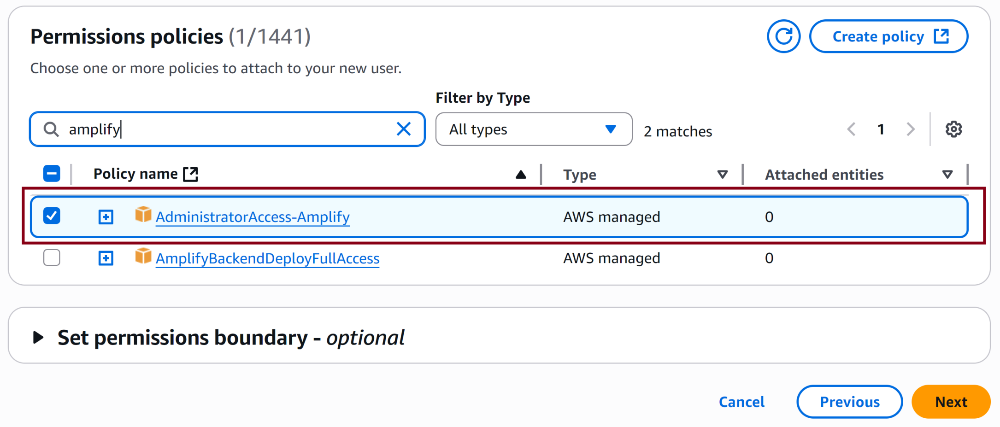 Permissions policies (1/1441)
Create policy
Choose one or more policies to attach to your new user.
Filter by Type
amplify
All types
2 matches
1
Policy name
Type
Attached entities
AdministratorAccess-Amplify
AWS managed
0
AmplifyBackendDeployFullAccess
AWS managed
0
Set permissions boundary - optional
Cancel
Previous
Next